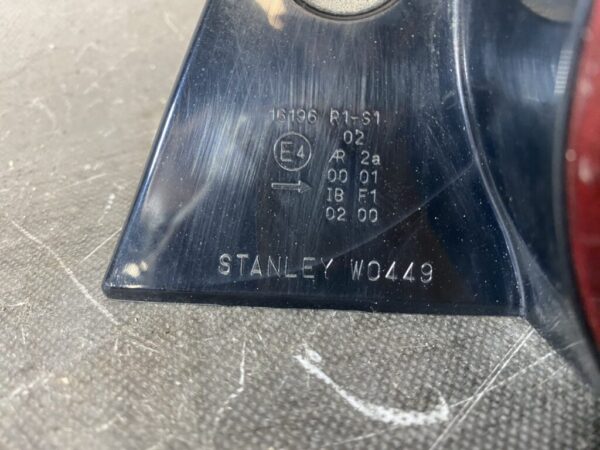 16196 R1-S1
02
E4 AR 2a
00 01
→ IB F1
02 00
STANLEY W0449